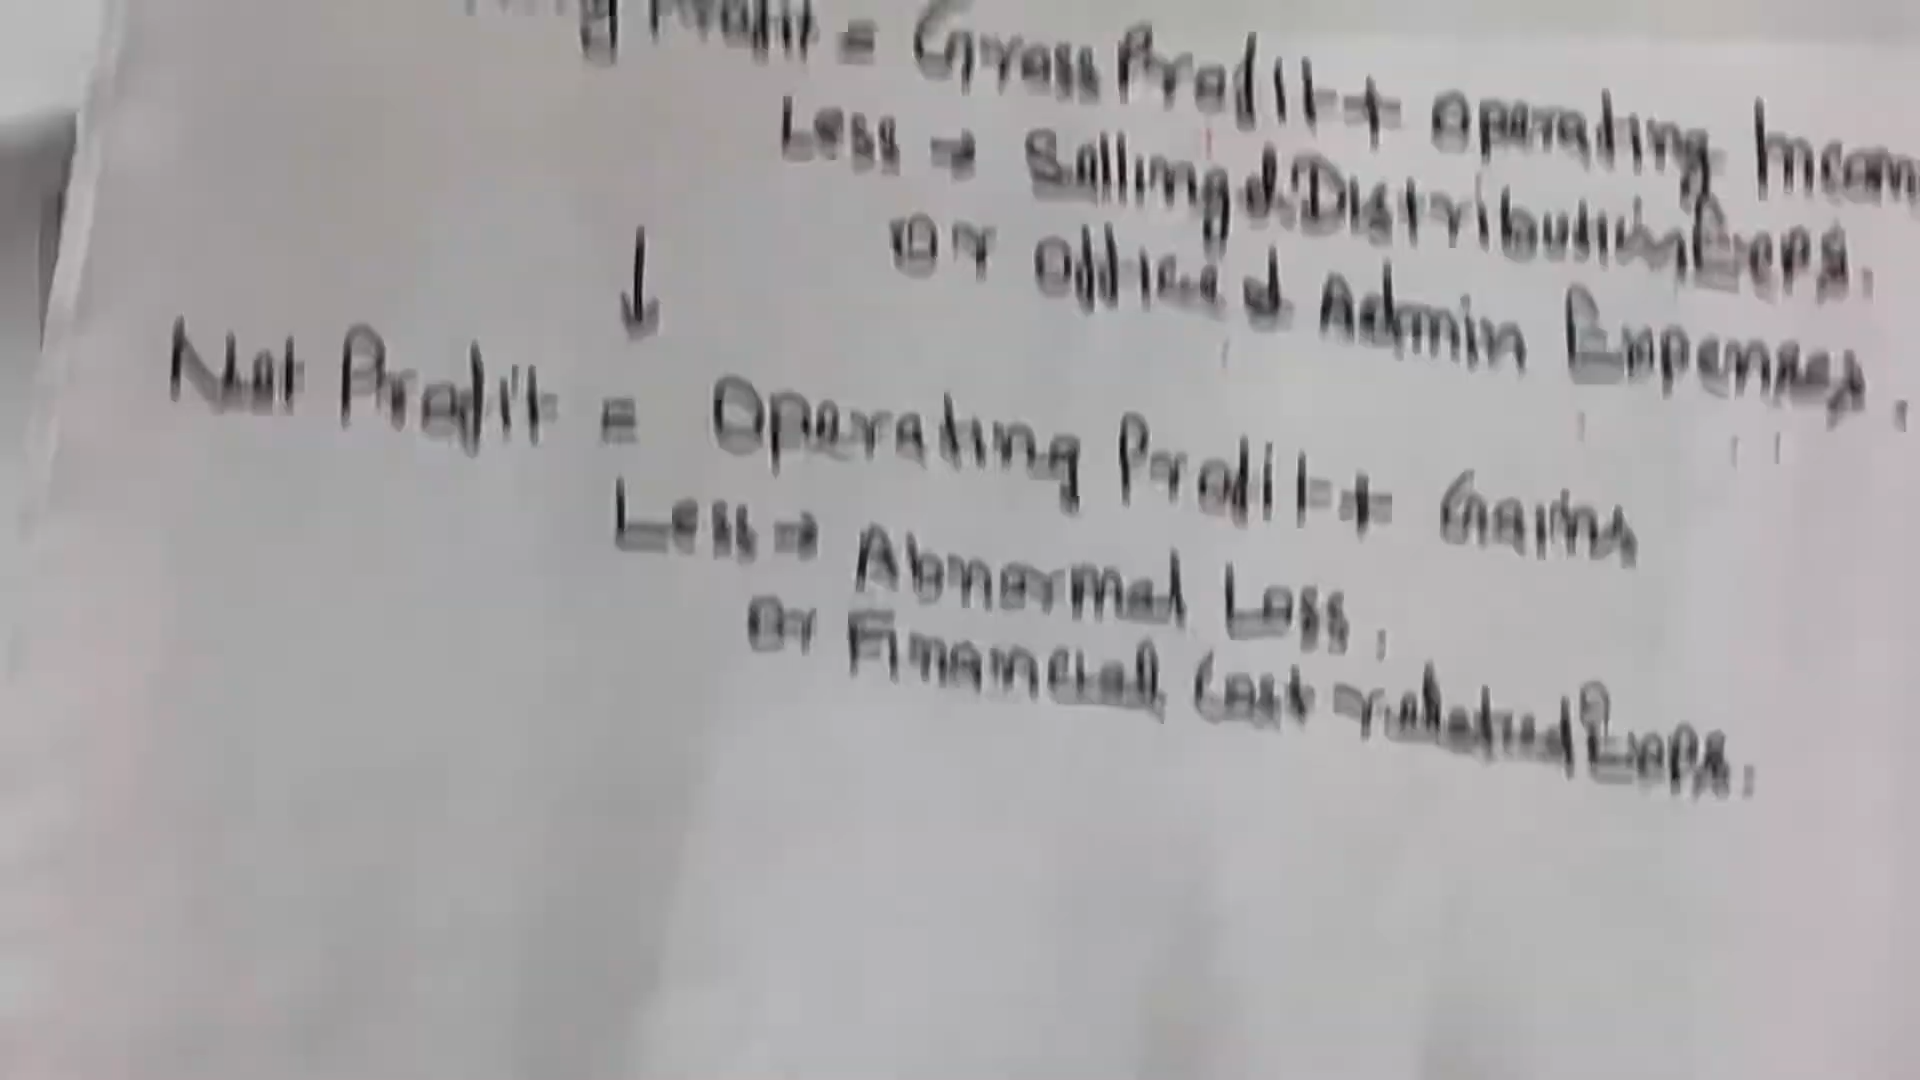 Profit = Gross Profit + Operating Incom
Less → Selling & Distribution Exps.
or Office & Admin Expenses.
↓
Net Profit = Operating Profit + Gains
Less → Abnormal Loss.
or Financial Cost related Exps.